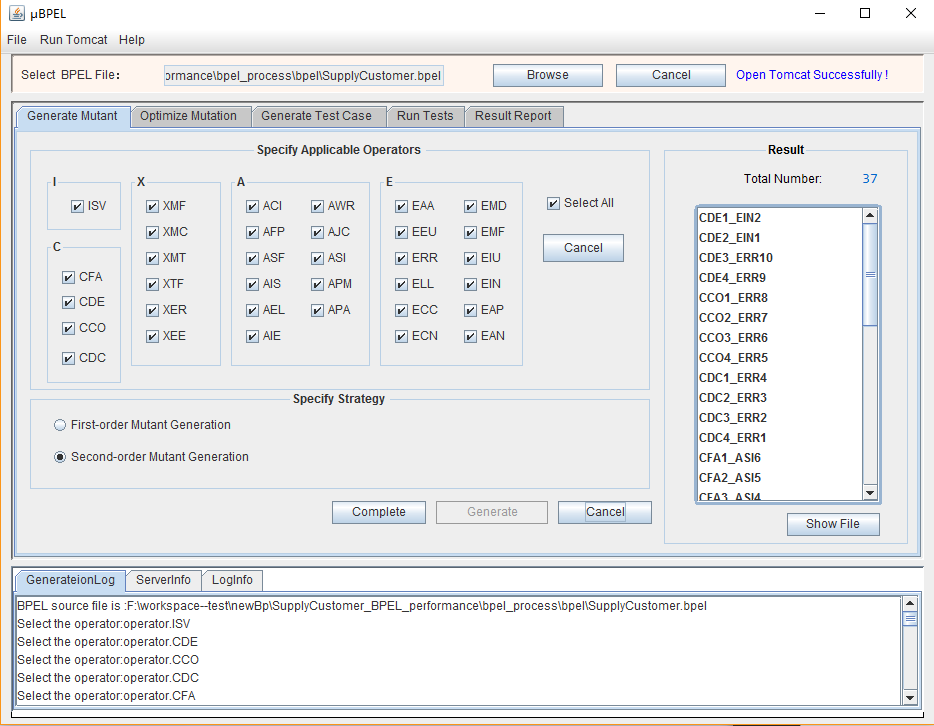 µBPEL
File Run Tomcat Help
Select BPEL File: ormance\bpel_process\bpel\SupplyCustomer.bpel Browse Cancel Open Tomcat Successfully !
Generate Mutant Optimize Mutation Generate Test Case Run Tests Result Report
Specify Applicable Operators
I
ISV
C
CFA
CDE
CCO
CDC
X
XMF
XMC
XMT
XTF
XER
XEE
A
ACI AWR
AFP AJC
ASF ASI
AIS APM
AEL APA
AIE
E
EAA EMD
EEU EMF
ERR EIU
ELL EIN
ECC EAP
ECN EAN
Select All
Cancel
Specify Strategy
First-order Mutant Generation
Second-order Mutant Generation
Complete Generate Cancel
Result
Total Number: 37
CDE1_EIN2
CDE2_EIN1
CDE3_ERR10
CDE4_ERR9
CCO1_ERR8
CCO2_ERR7
CCO3_ERR6
CCO4_ERR5
CDC1_ERR4
CDC2_ERR3
CDC3_ERR2
CDC4_ERR1
CFA1_ASI6
CFA2_ASI5
CFA3_ASI4
Show File
GenerateionLog ServerInfo LogInfo
BPEL source file is :F:\workspace--test\newBp\SupplyCustomer_BPEL_performance\bpel_process\bpel\SupplyCustomer.bpel
Select the operator:operator.ISV
Select the operator:operator.CDE
Select the operator:operator.CCO
Select the operator:operator.CDC
Select the operator:operator.CFA